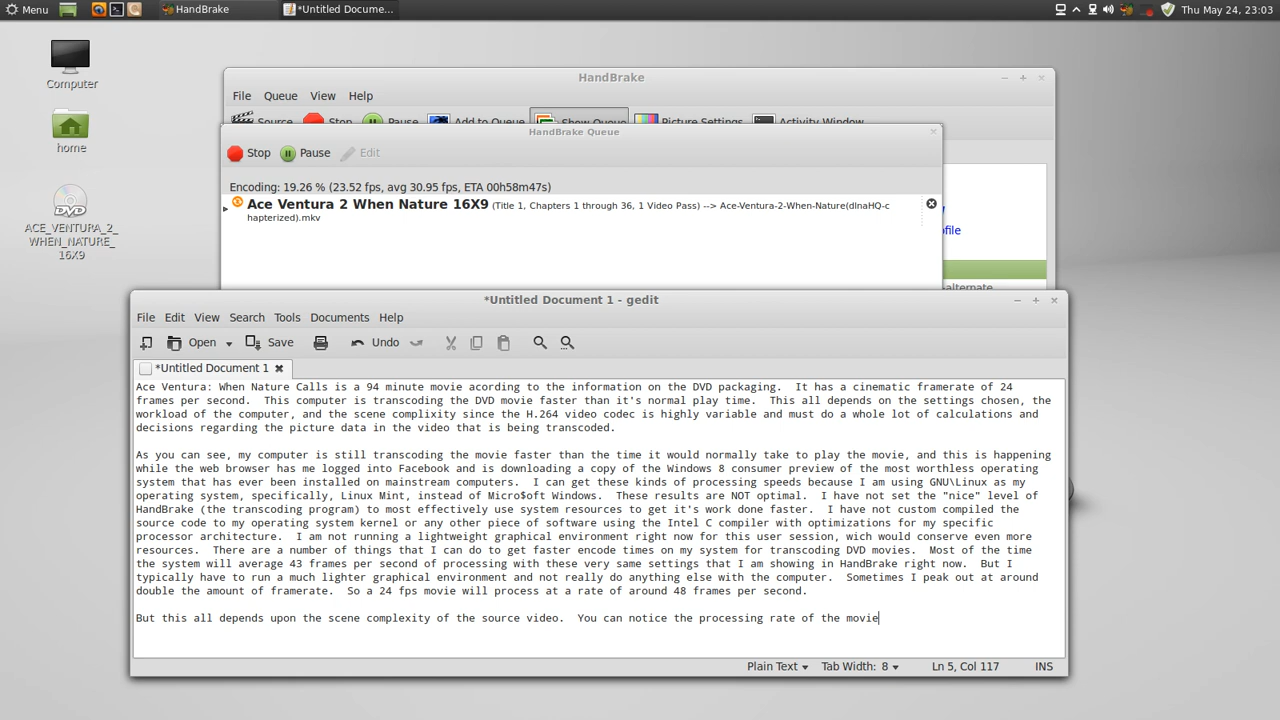 Menu HandBrake *Untitled Docume... Thu May 24, 23:03
Computer
home
ACE_VENTURA_2_
WHEN_NATURE_
16X9
HandBrake
File Queue View Help
Source Stop Pause Add to Queue Show Queue Picture Settings Activity Window
HandBrake Queue
Stop Pause Edit
Encoding: 19.26 % (23.52 fps, avg 30.95 fps, ETA 00h58m47s)
Ace Ventura 2 When Nature 16X9 (Title 1, Chapters 1 through 36, 1 Video Pass) --> Ace-Ventura-2-When-Nature(dlnaHQ-c
hapterized).mkv
ofile
alternate
*Untitled Document 1 - gedit
File Edit View Search Tools Documents Help
Open Save Undo
*Untitled Document 1
Ace Ventura: When Nature Calls is a 94 minute movie acording to the information on the DVD packaging.  It has a cinematic framerate of 24
frames per second.  This computer is transcoding the DVD movie faster than it's normal play time.  This all depends on the settings chosen, the
workload of the computer, and the scene complixity since the H.264 video codec is highly variable and must do a whole lot of calculations and
decisions regarding the picture data in the video that is being transcoded.
As you can see, my computer is still transcoding the movie faster than the time it would normally take to play the movie, and this is happening
while the web browser has me logged into Facebook and is downloading a copy of the Windows 8 consumer preview of the most worthless operating
system that has ever been installed on mainstream computers.  I can get these kinds of processing speeds because I am using GNU\Linux as my
operating system, specifically, Linux Mint, instead of Micro$oft Windows.  These results are NOT optimal.  I have not set the "nice" level of
HandBrake (the transcoding program) to most effectively use system resources to get it's work done faster.  I have not custom compiled the
source code to my operating system kernel or any other piece of software using the Intel C compiler with optimizations for my specific
processor architecture.  I am not running a lightweight graphical environment right now for this user session, wich would conserve even more
resources.  There are a number of things that I can do to get faster encode times on my system for transcoding DVD movies.  Most of the time
the system will average 43 frames per second of processing with these very same settings that I am showing in HandBrake right now.  But I
typically have to run a much lighter graphical environment and not really do anything else with the computer.  Sometimes I peak out at around
double the amount of framerate.  So a 24 fps movie will process at a rate of around 48 frames per second.
But this all depends upon the scene complexity of the source video.  You can notice the processing rate of the movie
Plain Text Tab Width: 8 Ln 5, Col 117 INS